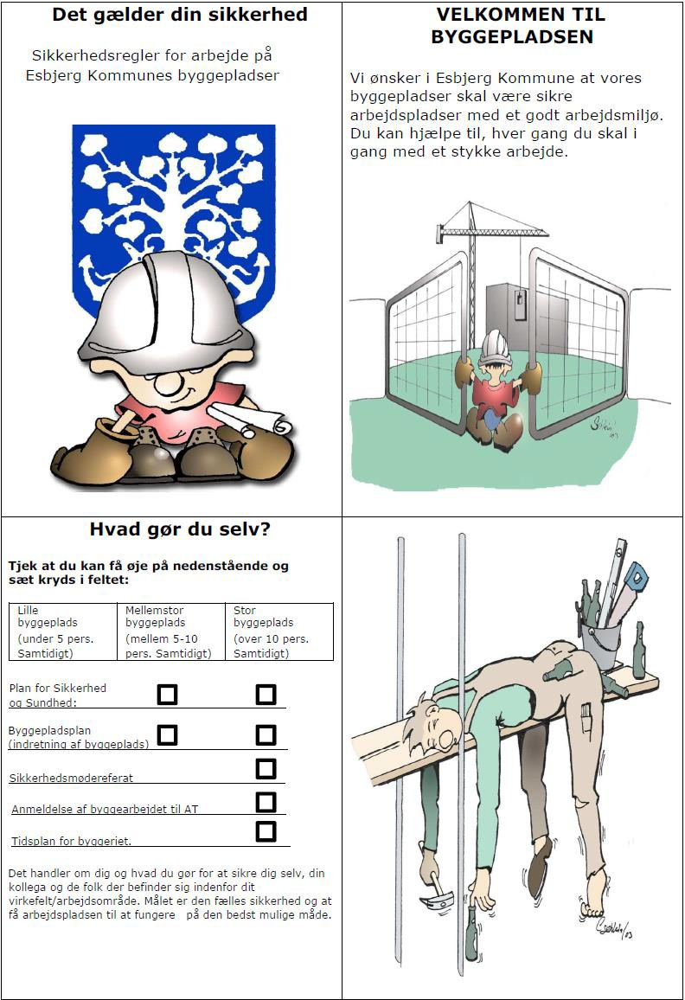 Det gælder din sikkerhed
Sikkerhedsregler for arbejde på
Esbjerg Kommunes byggepladser
VELKOMMEN TIL
BYGGEPLADSEN
Vi ønsker i Esbjerg Kommune at vores
byggepladser skal være sikre
arbejdspladser med et godt arbejdsmiljø.
Du kan hjælpe til, hver gang du skal i
gang med et stykke arbejde.
Hvad gør du selv?
Tjek at du kan få øje på nedenstående og
sæt kryds i feltet:
Lille
byggeplads
(under 5 pers.
Samtidigt)
Mellemstor
byggeplads
(mellem 5-10
pers. Samtidigt)
Stor
byggeplads
(over 10 pers.
Samtidigt)
Plan for Sikkerhed
og Sundhed:
Byggepladsplan
(indretning af byggeplads)
Sikkerhedsmødereferat
Anmeldelse af byggearbejdet til AT
Tidsplan for byggeriet.
Det handler om dig og hvad du gør for at sikre dig selv, din
kollega og de folk der befinder sig indenfor dit
virkefelt/arbejdsområde. Målet er den fælles sikkerhed og at
få arbejdspladsen til at fungere på den bedst mulige måde.